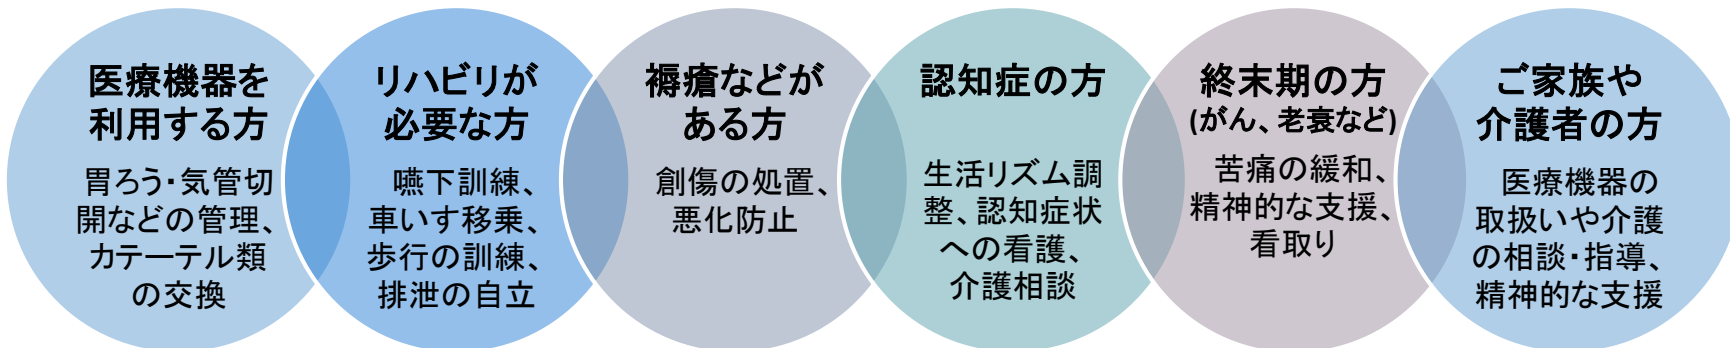 医療機器を
利用する方
胃ろう・気管切
開などの管理、
カテーテル類
の交換
リハビリが
必要な方
嚥下訓練、
車いす移乗、
歩行の訓練、
排泄の自立
褥瘡などが
ある方
創傷の処置、
悪化防止
認知症の方
生活リズム調
整、認知症状
への看護、
介護相談
終末期の方
(がん、老衰など)
苦痛の緩和、
精神的な支援、
看取り
ご家族や
介護者の方
医療機器の
取扱いや介護
の相談・指導、
精神的な支援